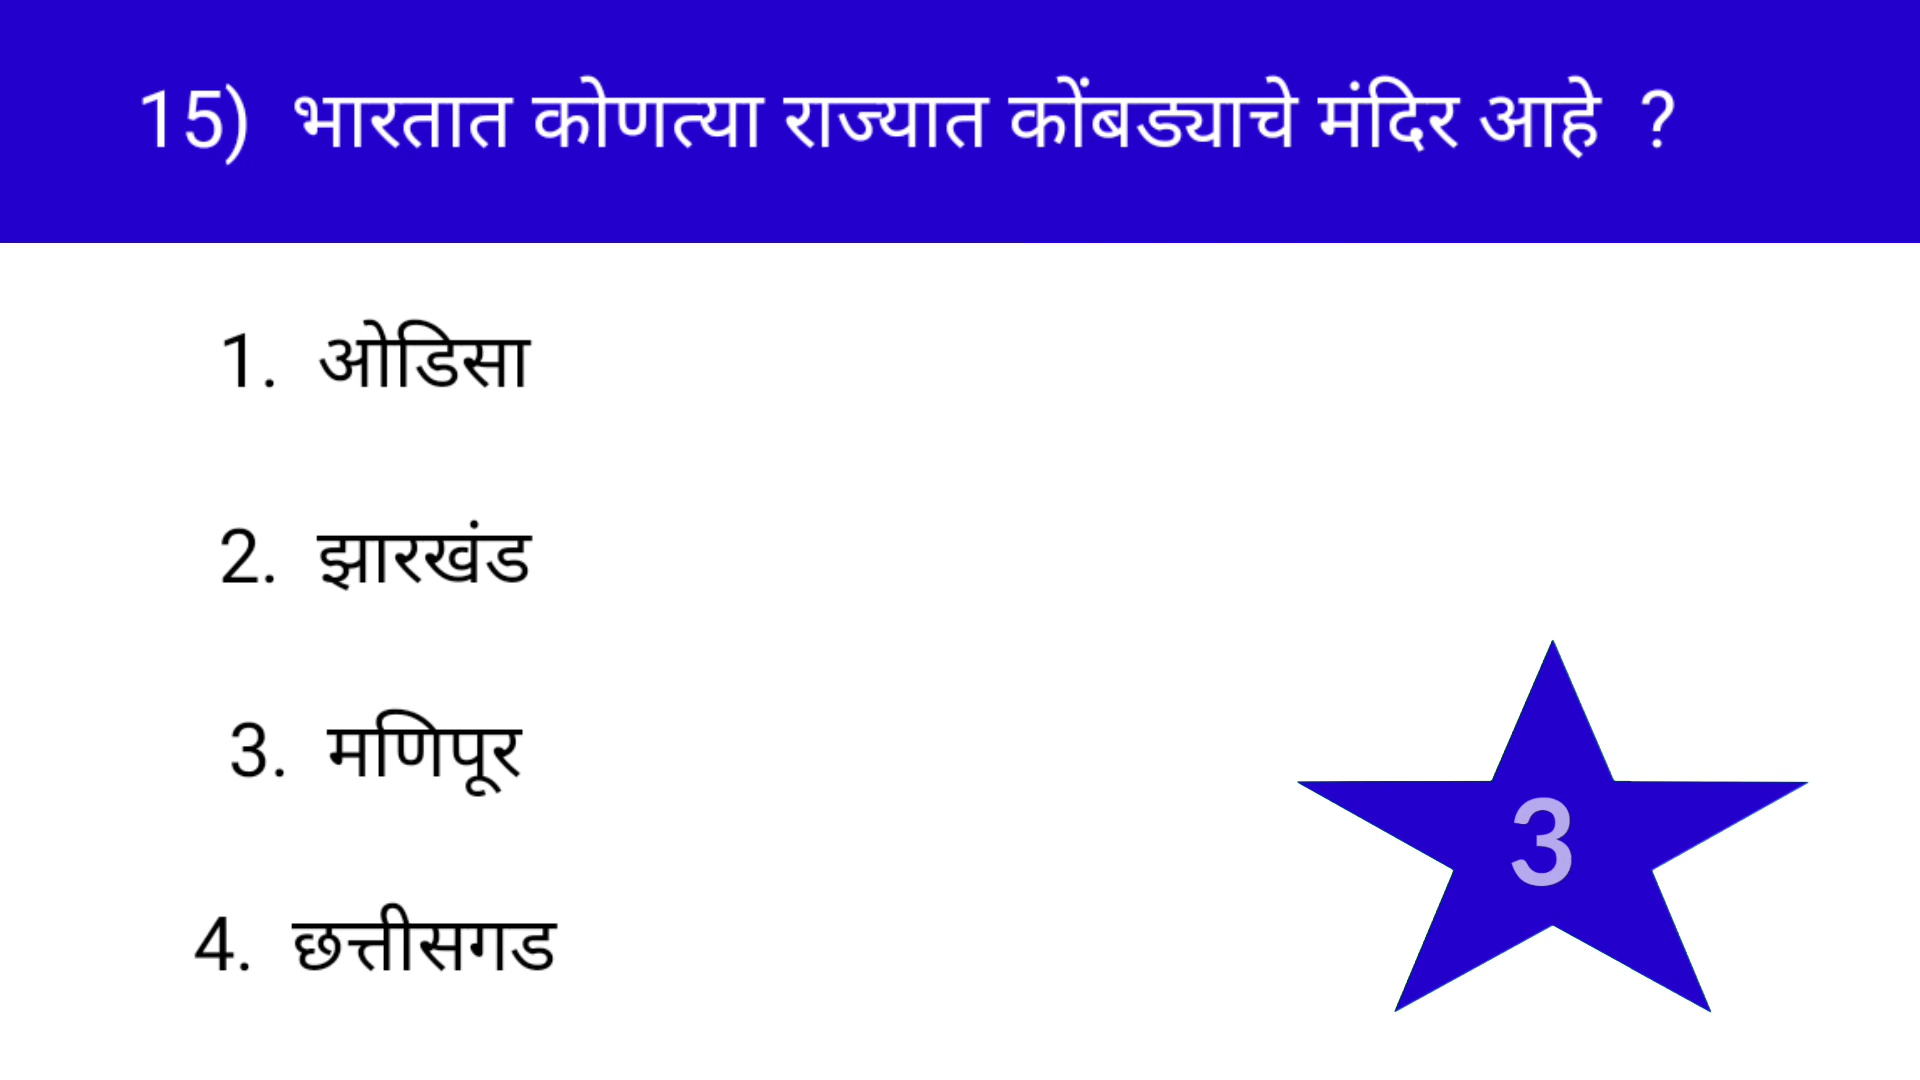 15) भारतात कोणत्या राज्यात कोंबड्याचे मंदिर आहे ?
1. ओडिसा
2. झारखंड
3. मणिपूर
4. छत्तीसगड
3